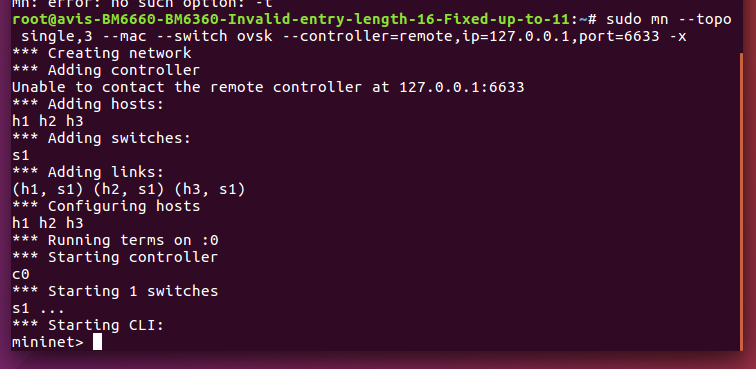 mn: error: no such option: -t
root@avis-BM6660-BM6360-Invalid-entry-length-16-Fixed-up-to-11:~# sudo mn --topo
 single,3 --mac --switch ovsk --controller=remote,ip=127.0.0.1,port=6633 -x
*** Creating network
*** Adding controller
Unable to contact the remote controller at 127.0.0.1:6633
*** Adding hosts:
h1 h2 h3
*** Adding switches:
s1
*** Adding links:
(h1, s1) (h2, s1) (h3, s1)
*** Configuring hosts
h1 h2 h3
*** Running terms on :0
*** Starting controller
c0
*** Starting 1 switches
s1 ...
*** Starting CLI:
mininet>